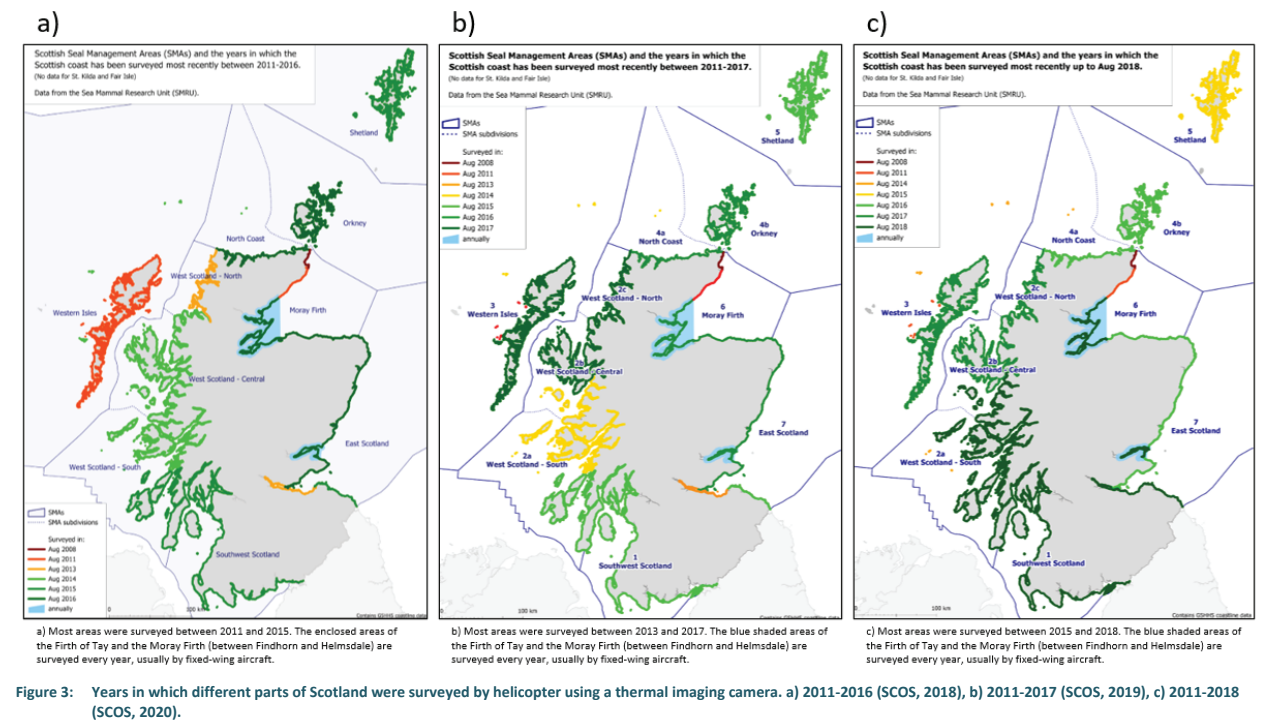 a)
Scottish Seal Management Areas (SMAs) and the years in which the
Scottish coast has been surveyed most recently between 2011-2016.
(No data for St. Kilda and Fair Isle)
Data from the Sea Mammal Research Unit (SMRU).
Shetland
Orkney
North Coast
West Scotland - North
Western Isles
Moray Firth
West Scotland - Central
East Scotland
West Scotland - South
Southwest Scotland
SMAs
SMA subdivisions
Surveyed in:
Aug 2008
Aug 2011
Aug 2013
Aug 2014
Aug 2015
Aug 2016
annually
0
100 km
Contains GSHHS coastline data
a) Most areas were surveyed between 2011 and 2015. The enclosed areas of
the Firth of Tay and the Moray Firth (between Findhorn and Helmsdale) are
surveyed every year, usually by fixed-wing aircraft.
b)
Scottish Seal Management Areas (SMAs) and the years in which the
Scottish coast has been surveyed most recently between 2011-2017.
(No data for St. Kilda and Fair Isle)
Data from the Sea Mammal Research Unit (SMRU).
SMAs
SMA subdivisions
Surveyed in:
Aug 2008
Aug 2011
Aug 2013
Aug 2014
Aug 2015
Aug 2016
Aug 2017
annually
5
Shetland
4b
Orkney
4a
North Coast
2c
West Scotland - North
3
Western Isles
6
Moray Firth
2b
West Scotland - Central
7
East Scotland
2a
West Scotland - South
1
Southwest Scotland
100 km
Contains GSHHS coastline data
b) Most areas were surveyed between 2013 and 2017. The blue shaded areas of
the Firth of Tay and the Moray Firth (between Findhorn and Helmsdale) are
surveyed every year, usually by fixed-wing aircraft.
c)
Scottish Seal Management Areas (SMAs) and the years in which the
Scottish coast has been surveyed most recently up to Aug 2018.
(No data for St. Kilda and Fair Isle)
Data from the Sea Mammal Research Unit (SMRU).
SMAs
SMA subdivisions
Surveyed in:
Aug 2008
Aug 2011
Aug 2014
Aug 2015
Aug 2016
Aug 2017
Aug 2018
annually
5
Shetland
4b
Orkney
4a
North Coast
2c
West Scotland - North
3
Western Isles
6
Moray Firth
2b
West Scotland - Central
7
East Scotland
2a
West Scotland - South
1
Southwest Scotland
100 km
Contains GSHHS coastline data
c) Most areas were surveyed between 2015 and 2018. The blue shaded areas of
the Firth of Tay and the Moray Firth (between Findhorn and Helmsdale) are
surveyed every year, usually by fixed-wing aircraft.
Figure 3: Years in which different parts of Scotland were surveyed by helicopter using a thermal imaging camera. a) 2011-2016 (SCOS, 2018), b) 2011-2017 (SCOS, 2019), c) 2011-2018
(SCOS, 2020).